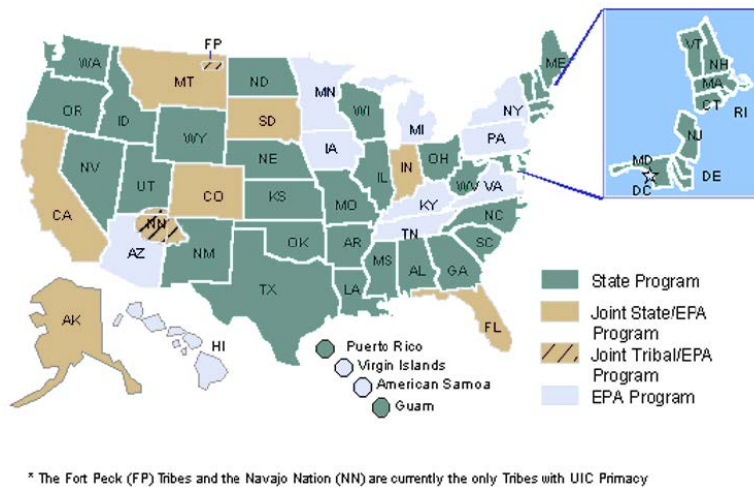 FP
WA
MT
ND
MN
ME
OR
ID
WY
SD
WI
MI
NY
VT
NH
MA
CT
RI
NJ
MD
DE
DC
NV
UT
NE
IA
PA
CA
CO
KS
MO
IL
IN
OH
WV
VA
KY
NN
AZ
NM
OK
AR
TN
NC
SC
TX
LA
MS
AL
GA
FL
AK
HI
Puerto Rico
Virgin Islands
American Samoa
Guam
State Program
Joint State/EPA
Program
Joint Tribal/EPA
Program
EPA Program
* The Fort Peck (FP) Tribes and the Navajo Nation (NN) are currently the only Tribes with UIC Primacy